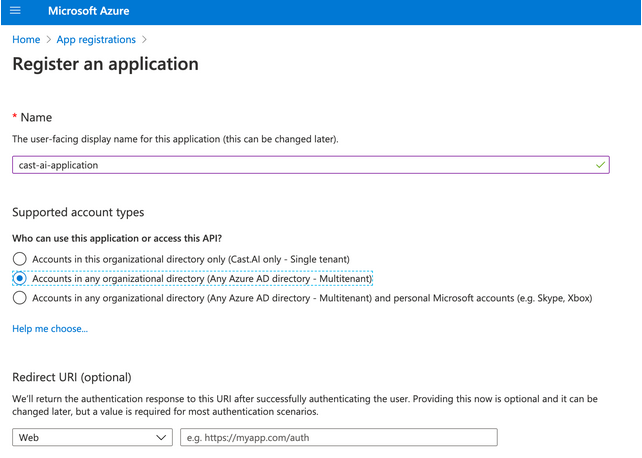 Microsoft Azure
Home > App registrations >
Register an application
* Name
The user-facing display name for this application (this can be changed later).
cast-ai-application
Supported account types
Who can use this application or access this API?
Accounts in this organizational directory only (Cast.AI only - Single tenant)
Accounts in any organizational directory (Any Azure AD directory - Multitenant)
Accounts in any organizational directory (Any Azure AD directory - Multitenant) and personal Microsoft accounts (e.g. Skype, Xbox)
Help me choose...
Redirect URI (optional)
We'll return the authentication response to this URI after successfully authenticating the user. Providing this now is optional and it can be
changed later, but a value is required for most authentication scenarios.
Web e.g. https://myapp.com/auth